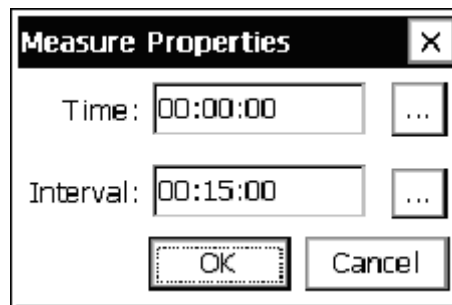 Measure Properties
Time: 00:00:00 ...
Interval: 00:15:00 ...
OK Cancel